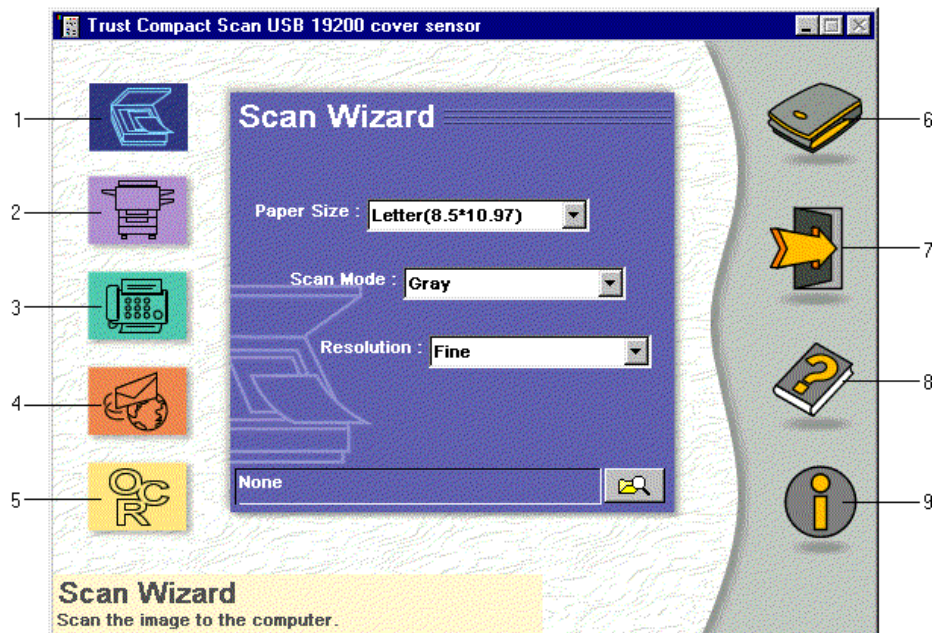 Trust Compact Scan USB 19200 cover sensor
1
2
3
4
5
OCR
Scan Wizard
Paper Size : Letter(8.5*10.97)
Scan Mode : Gray
Resolution : Fine
None
6
7
8
?
9
i
Scan Wizard
Scan the image to the computer.